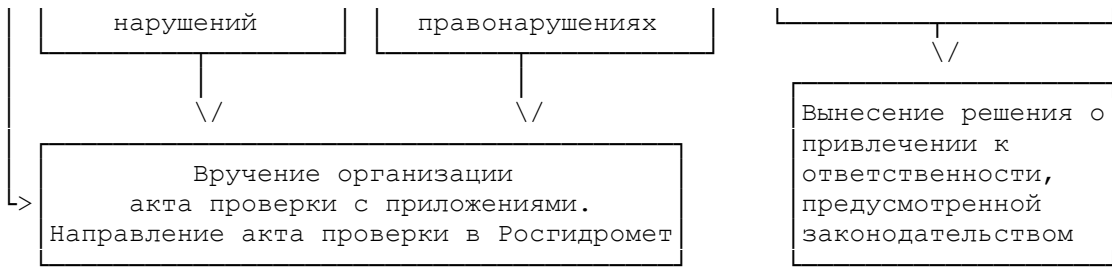 нарушений
правонарушениях
\/
\/ \/
Вручение организации
акта проверки с приложениями.
Направление акта проверки в Росгидромет
>
Вынесение решения о
привлечении к
ответственности,
предусмотренной
законодательством